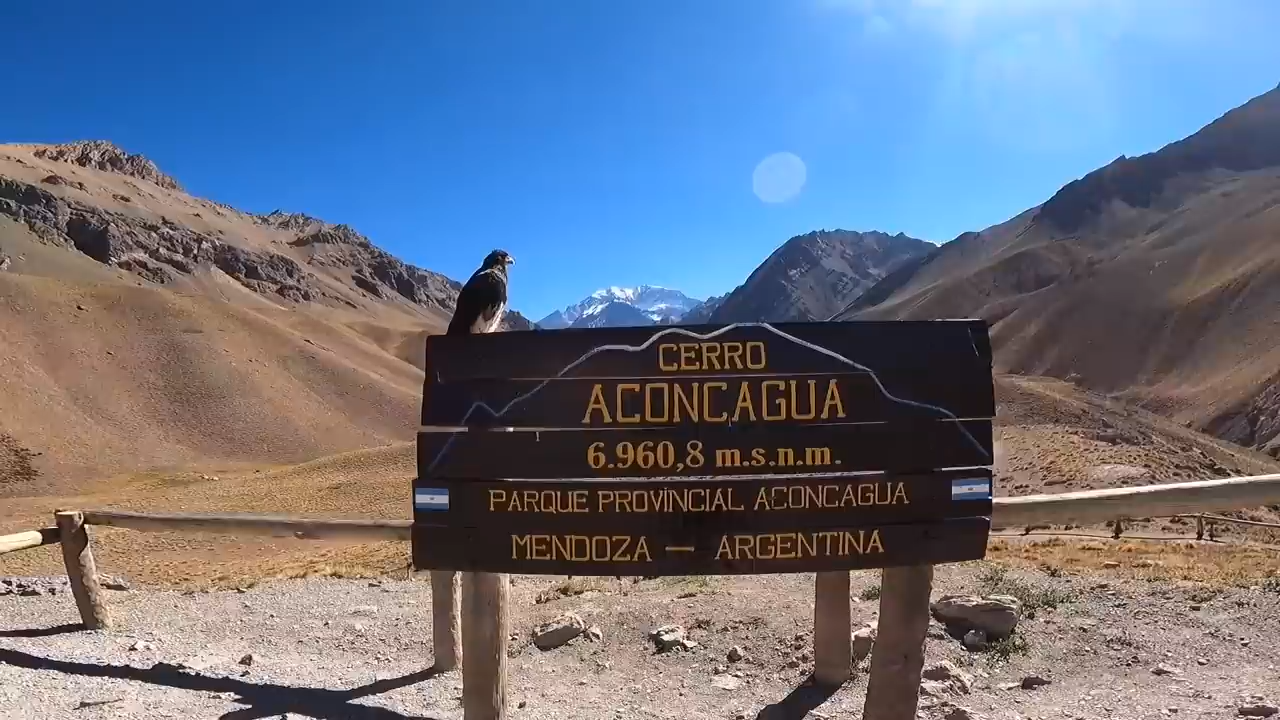 CERRO
ACONCAGUA
6.960,8 m.s.n.m.
PARQUE PROVINCIAL ACONCAGUA
MENDOZA — ARGENTINA